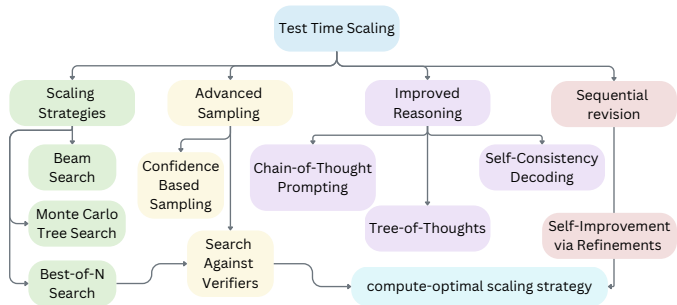 Test Time Scaling
Scaling
Strategies
Advanced
Sampling
Improved
Reasoning
Sequential
revision
Beam
Search
Confidence
Based
Sampling
Chain-of-Thought
Prompting
Self-Consistency
Decoding
Monte Carlo
Tree Search
Tree-of-Thoughts
Self-Improvement
via Refinements
Search
Against
Verifiers
Best-of-N
Search
compute-optimal scaling strategy